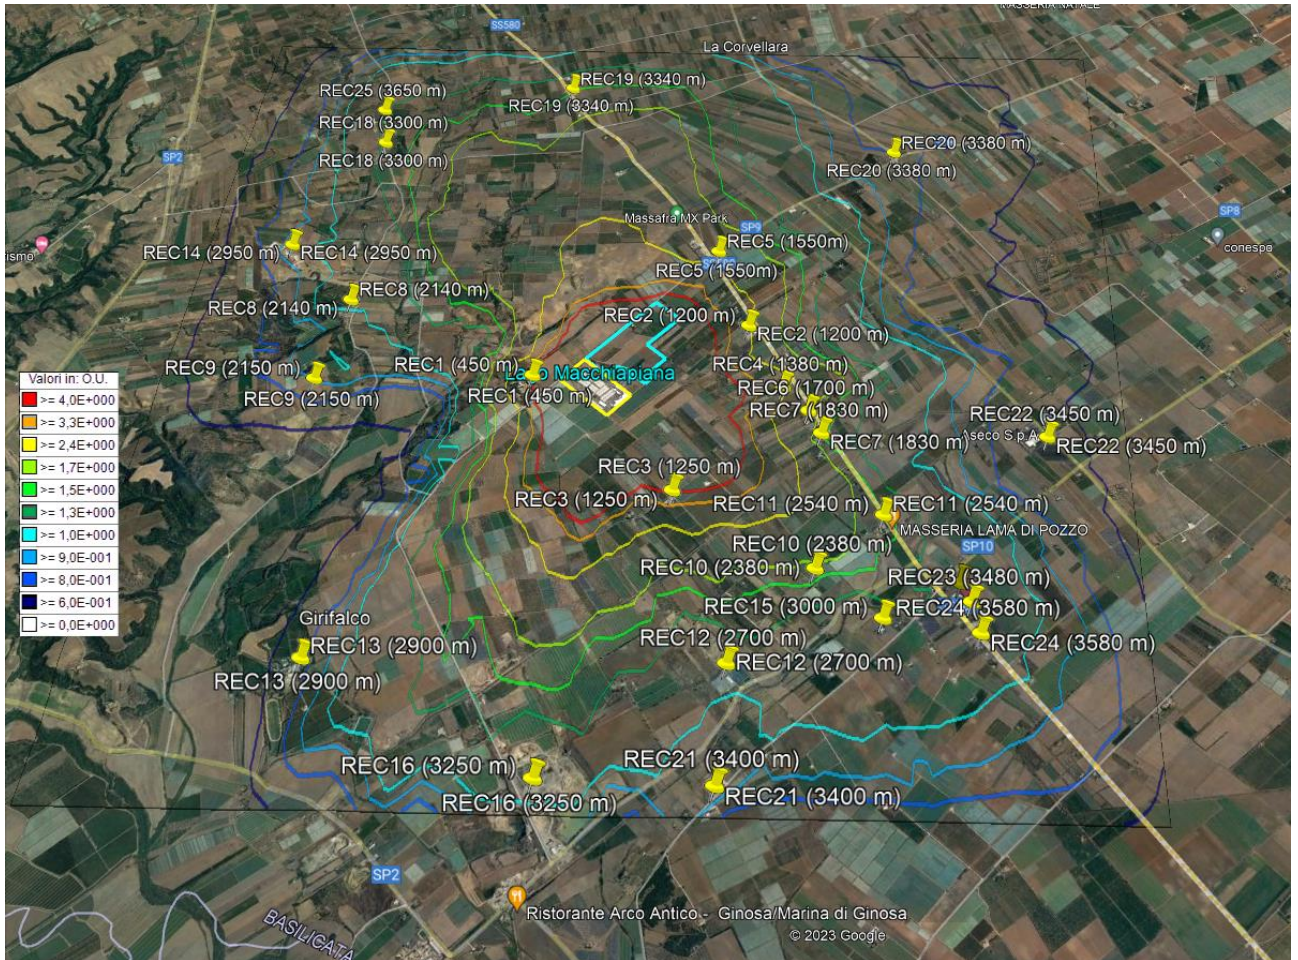 MASSERIA NATALE
SS580
La Corvellara
REC19 (3340 m)
REC25 (3650 m)
REC19 (3340 m)
REC18 (3300 m)
REC20 (3380 m)
SP2
REC18 (3300 m)
REC20 (3380 m)
SP8
Massafra MX Park
SP9
REC5 (1550m)
conespe
ismo
REC14 (2950 m)
REC14 (2950 m)
REC5 (1550m)
REC8 (2140 m)
REC8 (2140 m)
REC2 (1200 m)
REC2 (1200 m)
REC9 (2150 m)
REC1 (450 m)
REC4 (1380 m)
Macchiapiana
Valori in: O.U.
>= 4,0E+000
>= 3,3E+000
>= 2,4E+000
>= 1,7E+000
>= 1,5E+000
>= 1,3E+000
>= 1,0E+000
>= 9,0E-001
>= 8,0E-001
>= 6,0E-001
>= 0,0E+000
REC9 (2150 m)
REC1 (450 m)
REC6 (1700 m)
REC7 (1830 m)
REC22 (3450 m)
REC7 (1830 m)
seco S.p.A
REC22 (3450 m)
REC3 (1250 m)
REC3 (1250 m)
REC11 (2540 m)
REC11 (2540 m)
MASSERIA LAMA DI POZZO
REC10 (2380 m)
SP10
REC10 (2380 m)
REC23 (3480 m)
REC15 (3000 m)
REC24 (3580 m)
Girifalco
REC13 (2900 m)
REC12 (2700 m)
REC24 (3580 m)
REC12 (2700 m)
REC13 (2900 m)
REC16 (3250 m)
REC21 (3400 m)
REC16 (3250 m)
REC21 (3400 m)
SP2
BASILICATA
Ristorante Arco Antico - Ginosa/Marina di Ginosa
© 2023 Google